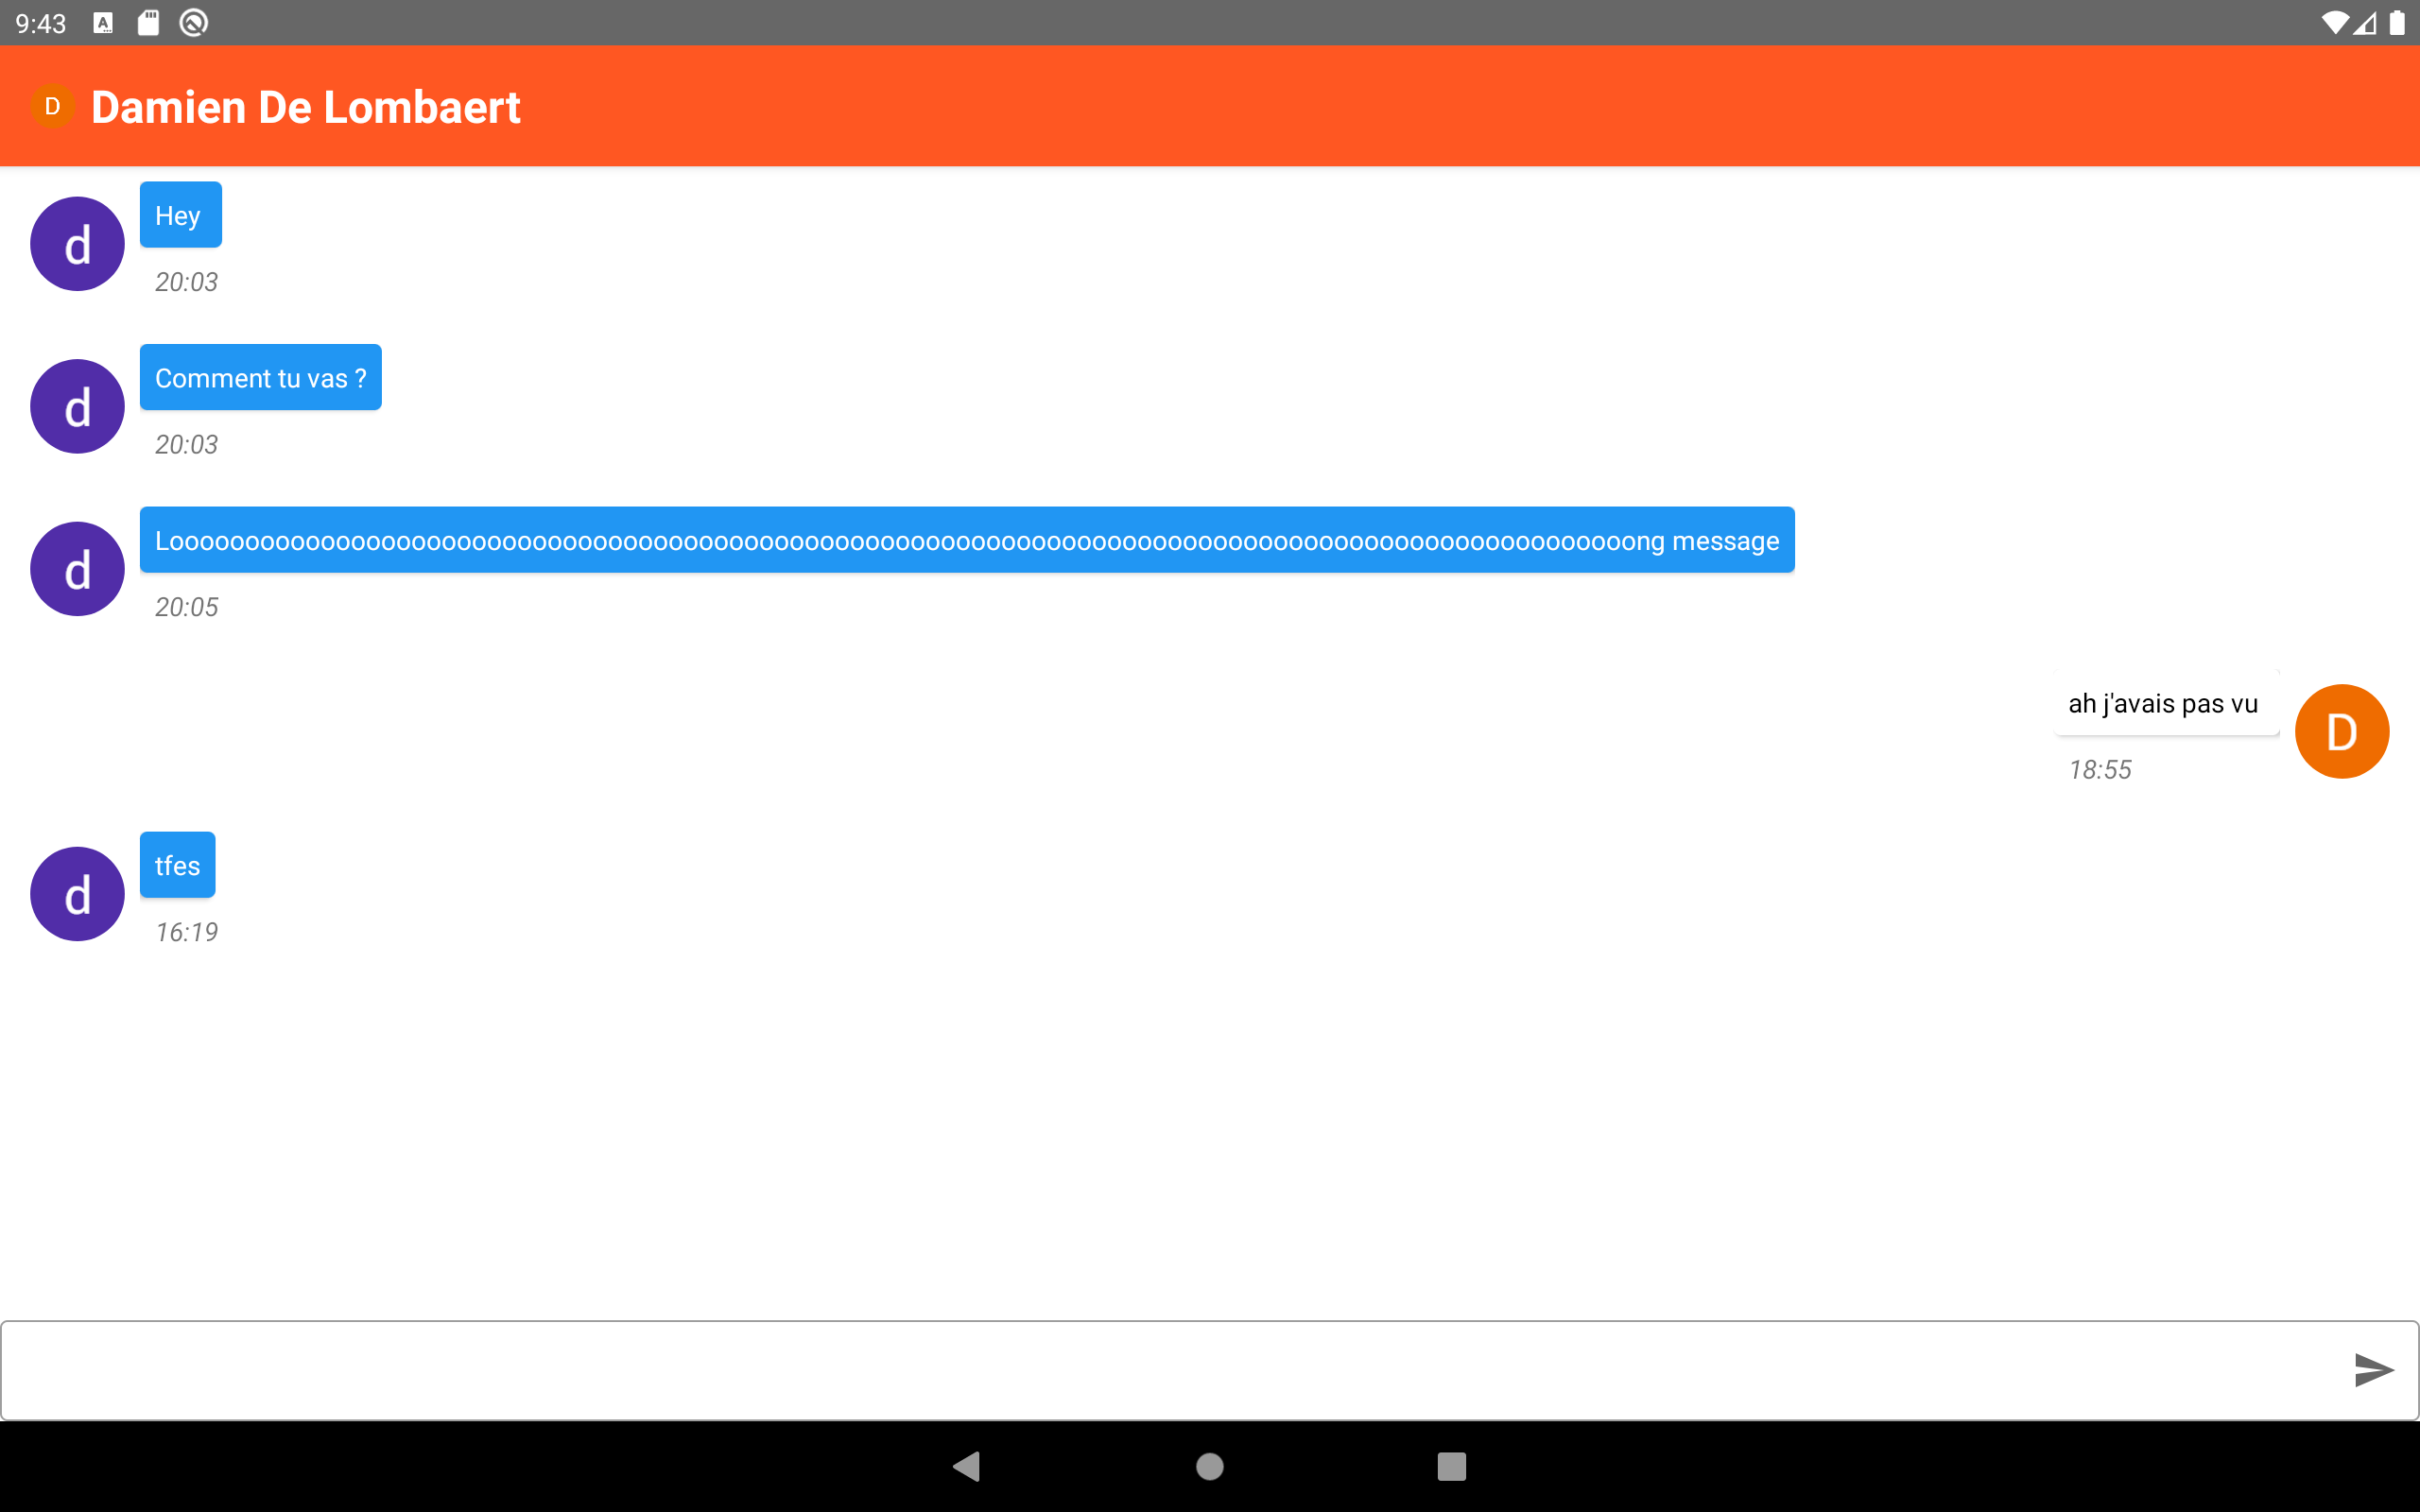 9:43
D Damien De Lombaert
d Hey
20:03
d Comment tu vas ?
20:03
d Looooooooooooooooooooooooooooooooooooooooooooooooooooooooooooooooooooooooooooooooooooooooooooooooong message
20:05
ah j'avais pas vu D
18:55
d tfes
16:19